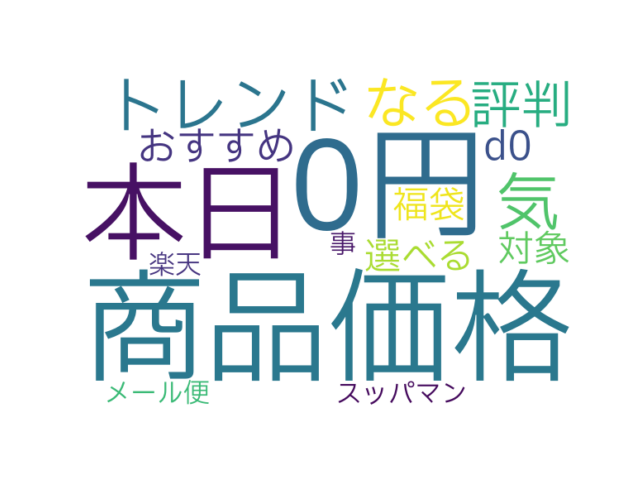 トレンド なる 評判
おすすめ 0円 d0
本日 福袋 気
楽天 事 選べる 対象
商品価格
メール便 スッパマン